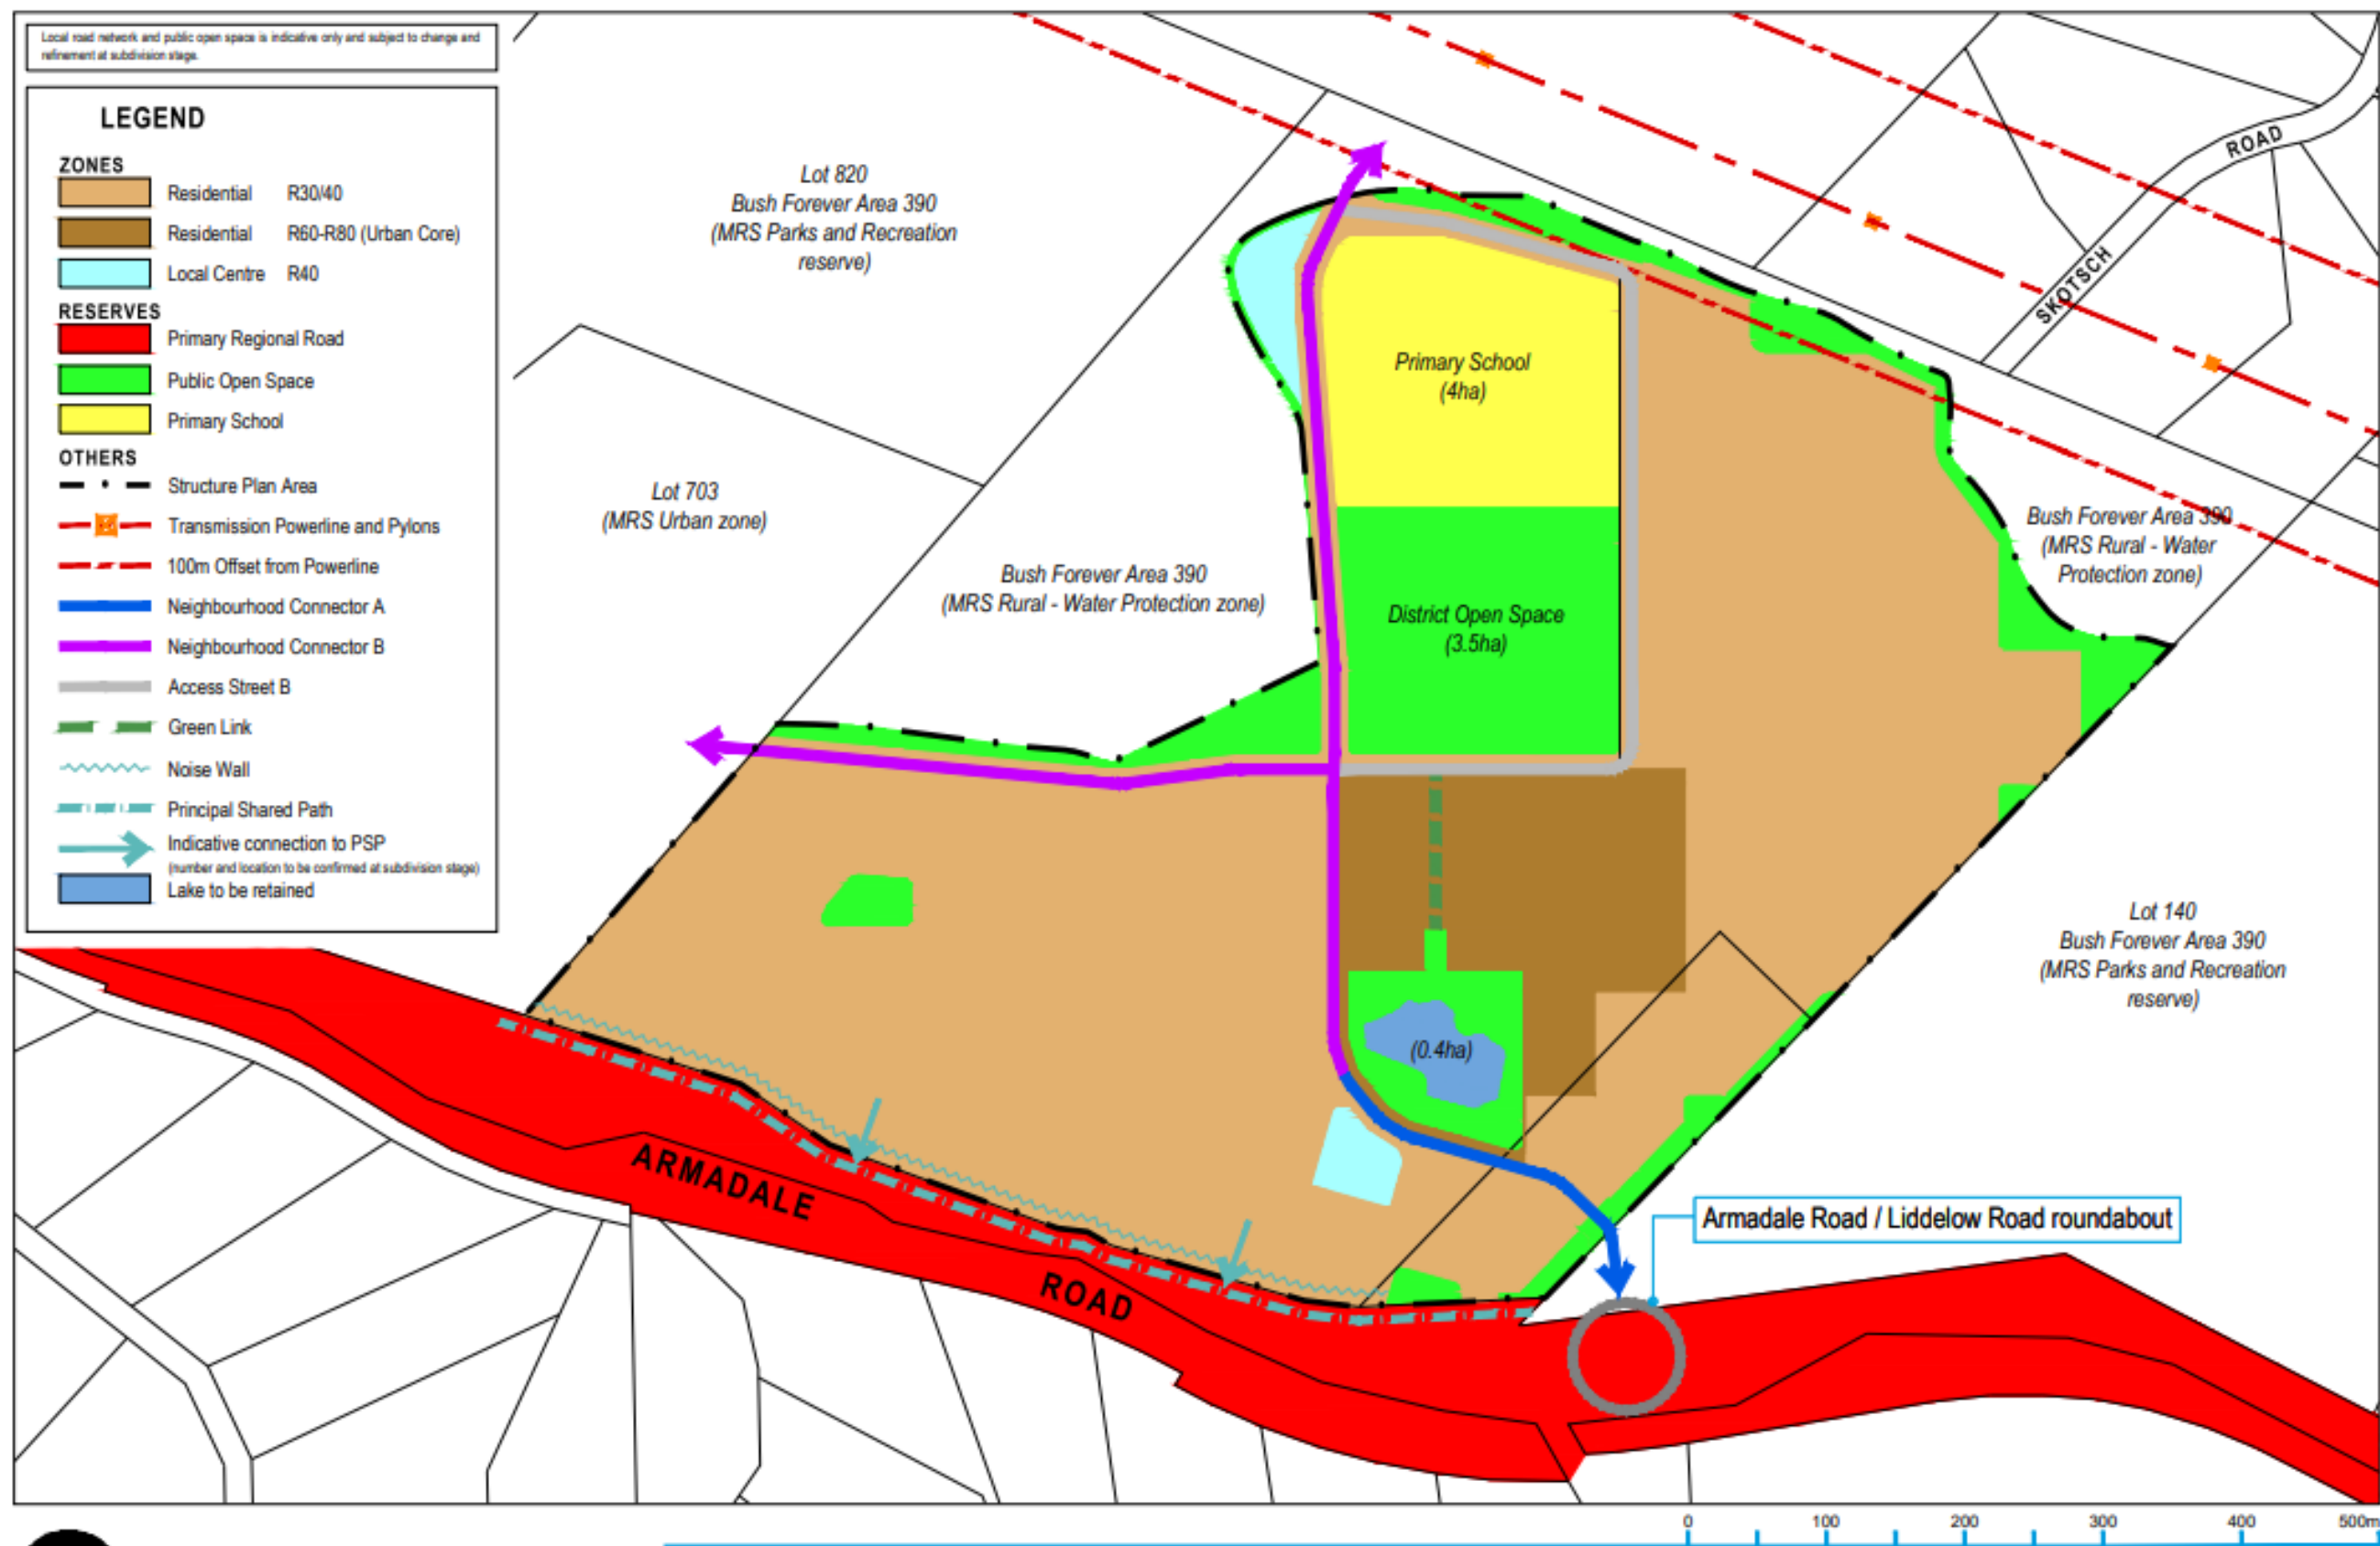 Local road network and public open space is indicative only and subject to change and
refinement at subdivision stage.
LEGEND
ZONES
Residential R30/40
Residential R60-R80 (Urban Core)
Local Centre R40
RESERVES
Primary Regional Road
Public Open Space
Primary School
OTHERS
Structure Plan Area
Transmission Powerline and Pylons
100m Offset from Powerline
Neighbourhood Connector A
Neighbourhood Connector B
Access Street B
Green Link
Noise Wall
Principal Shared Path
Indicative connection to PSP
(number and location to be confirmed at subdivision stage)
Lake to be retained
Lot 820
Bush Forever Area 390
(MRS Parks and Recreation
reserve)
SKOTSCH ROAD
Primary School
(4ha)
Lot 703
(MRS Urban zone)
Bush Forever Area 390
(MRS Rural - Water Protection zone)
Bush Forever Area 390
(MRS Rural - Water
Protection zone)
District Open Space
(3.5ha)
Lot 140
Bush Forever Area 390
(MRS Parks and Recreation
reserve)
(0.4ha)
ARMADALE
ROAD
Armadale Road / Liddelow Road roundabout
0 100 200 300 400 500m